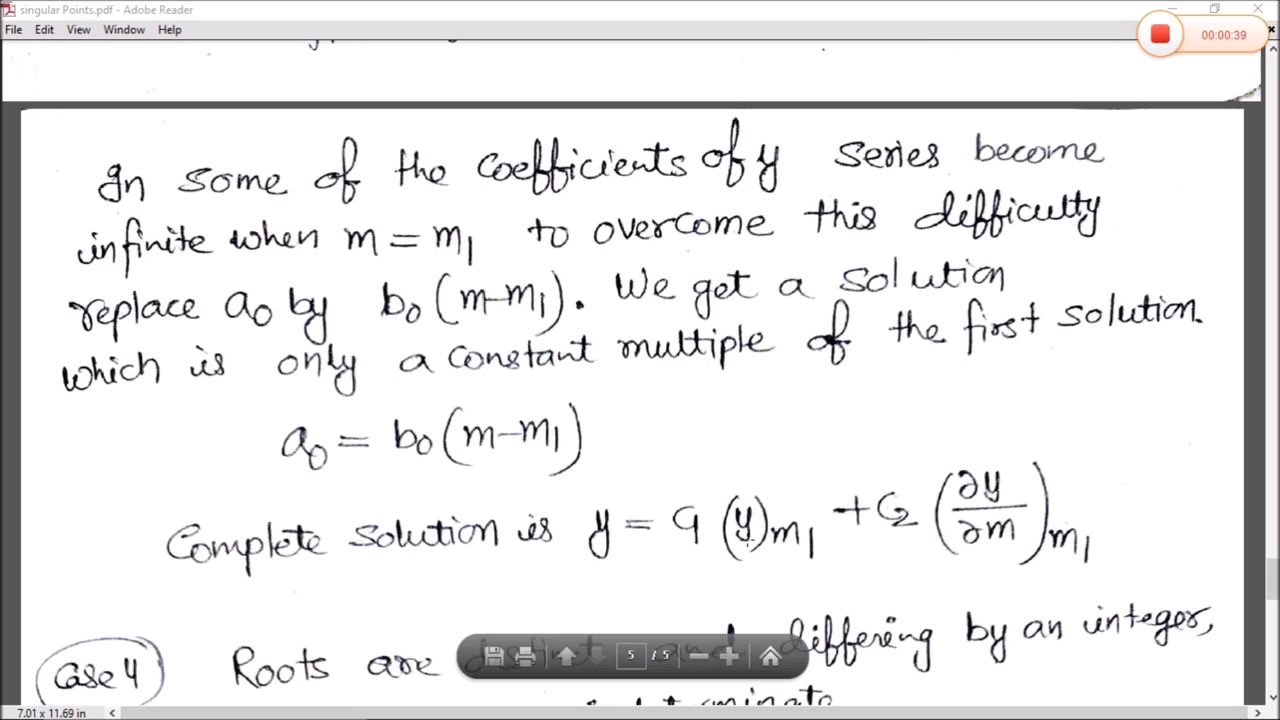 singular Points.pdf - Adobe Reader
File Edit View Window Help
00:00:39
In some of the coefficients of y series become
infinite when m = m₁ to overcome this difficulty
replace a₀ by b₀(m-m₁). We get a solution
which is only a constant multiple of the first solution.
a₀ = b₀(m-m₁)
Complete solution is y = C₁ (y)m₁ + C₂ (∂y/∂m)m₁
Case 4 Roots are differing by an integer,
5 / 5
7.01 x 11.69 in